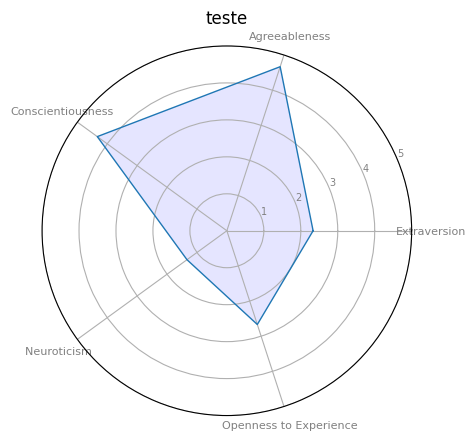 teste
Agreeableness
Conscientiousness
5
4
3
2
1
Extraversion
Neuroticism
Openness to Experience